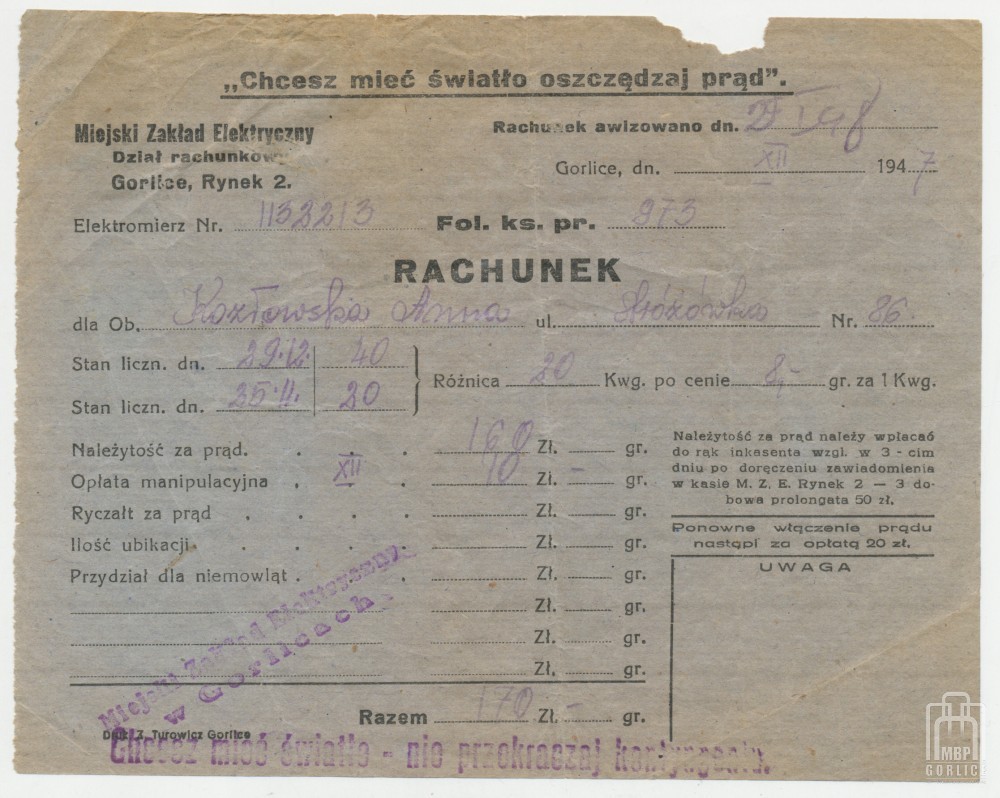 „Chcesz mieć światło oszczędzaj prąd”.
Miejski Zakład Elektryczny
Dział rachunkowy
Gorlice, Rynek 2.
Rachunek awizowano dn.
Gorlice, dn. XII 1947
Elektromierz Nr. 1133213 Fol. ks. pr. 973
RACHUNEK
dla Ob. Kozłowska Anna ul. Stróżówka Nr. 86.
Stan liczn. dn. 29.12. 40
Stan liczn. dn. 25.11. 20
Różnica 20 Kwg. po cenie 8,- gr. za 1 Kwg.
Należytość za prąd. . . . 160 Zł. - gr.
Opłata manipulacyjna . XII . . 10 Zł. - gr.
Ryczałt za prąd . . . . Zł. gr.
Ilość ubikacji. . . . . Zł. gr.
Przydział dla niemowląt . . Zł. gr.
Zł. gr.
Zł. gr.
Zł. gr.
Razem 170 Zł. - gr.
Należytość za prąd należy wpłacać
do rąk inkasenta wzgl. w 3 - cim
dniu po doręczeniu zawiadomienia
w kasie M. Z. E. Rynek 2 — 3 do-
bowa prolongata 50 zł.
Ponowne włączenie prądu
nastąpi za opłatą 20 zł.
UWAGA
Miejski Zakład Elektryczny
w Gorlicach
Druk. Z. Turowicz Gorlice
Chcesz mieć światło - nie przekraczaj kontyngentu.
MBP
GORLICE